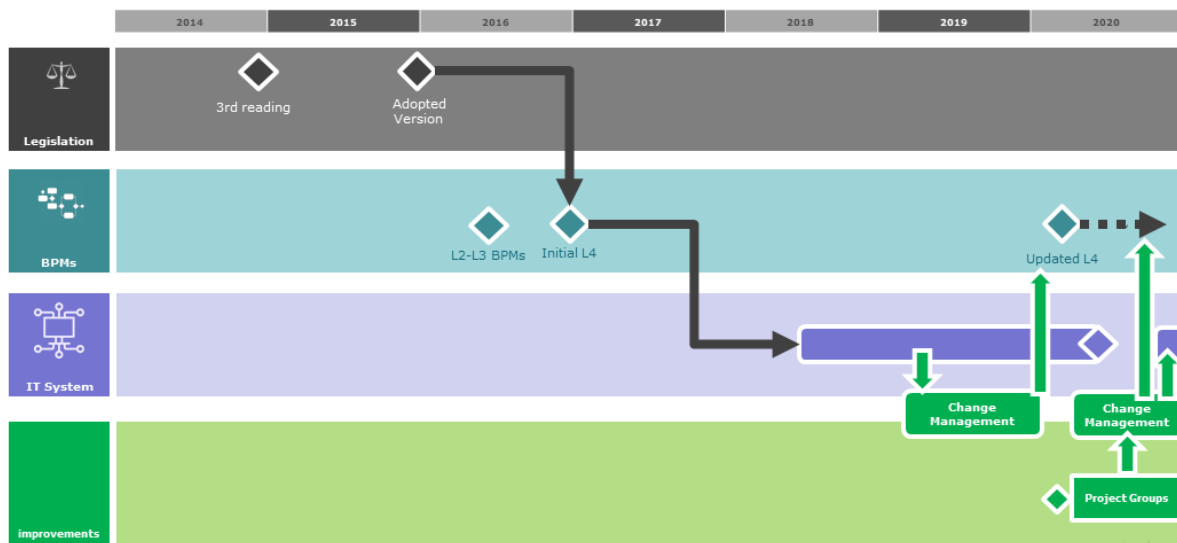 2014 2015 2016 2017 2018 2019 2020
3rd reading
Adopted
Version
Legislation
L2-L3 BPMs
Initial L4
Updated L4
BPMs
IT System
Change
Management
Change
Management
Project Groups
improvements